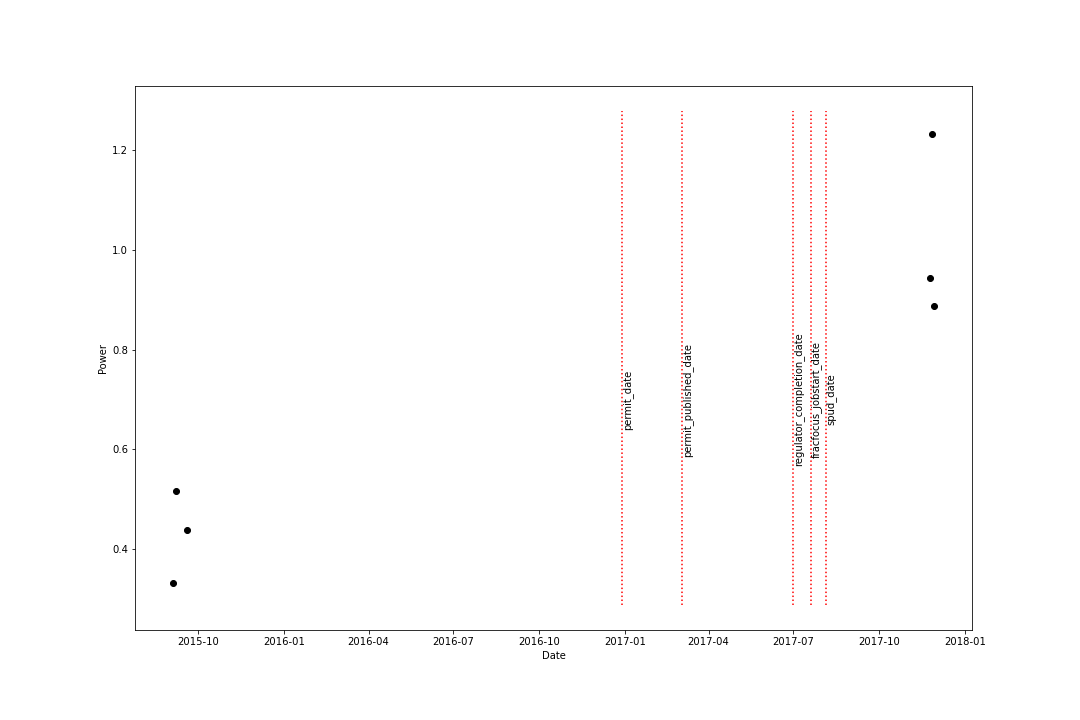 1.2
1.0
0.8
0.6
0.4
Power
permit_date
permit_published_date
regulator_completion_date
fracfocus_jobstart_date
spud_date
2015-10
2016-01
2016-04
2016-07
2016-10
2017-01
2017-04
2017-07
2017-10
2018-01
Date